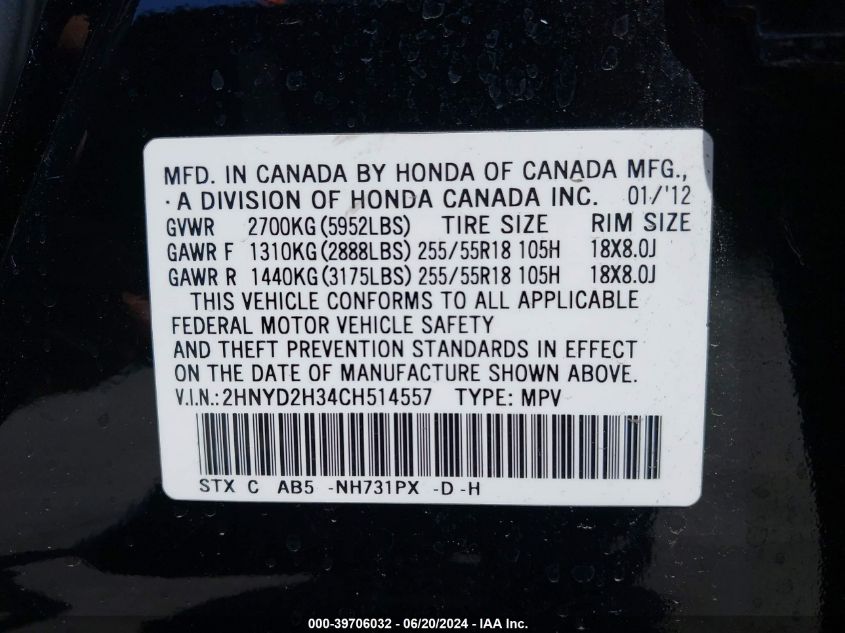 MFD. IN CANADA BY HONDA OF CANADA MFG.,
·A DIVISION OF HONDA CANADA INC. 01/'12
GVWR 2700KG(5952LBS) TIRE SIZE RIM SIZE
GAWR F 1310KG(2888LBS) 255/55R18 105H 18X8.0J
GAWR R 1440KG(3175LBS) 255/55R18 105H 18X8.0J
THIS VEHICLE CONFORMS TO ALL APPLICABLE
FEDERAL MOTOR VEHICLE SAFETY
AND THEFT PREVENTION STANDARDS IN EFFECT
ON THE DATE OF MANUFACTURE SHOWN ABOVE.
V.I.N.:2HNYD2H34CH514557 TYPE: MPV
STX C AB5 -NH731PX -D -H
000-39706032 - 06/20/2024 - IAA Inc.